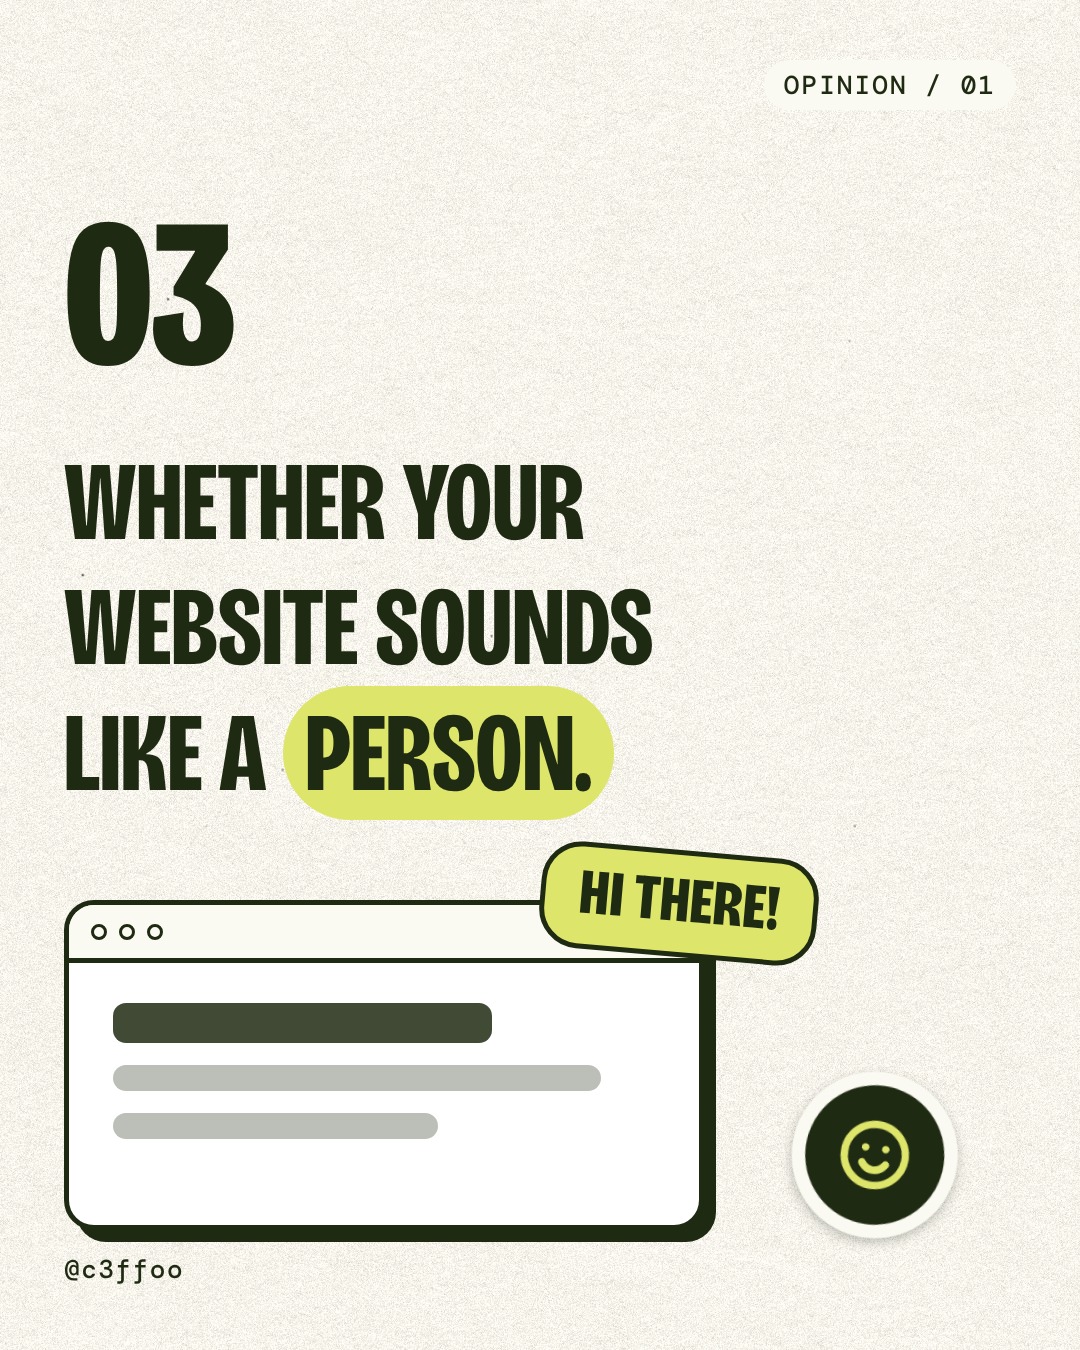 OPINION / 01
03
WHETHER YOUR
WEBSITE SOUNDS
LIKE A PERSON.
HI THERE!
@c3ffoo